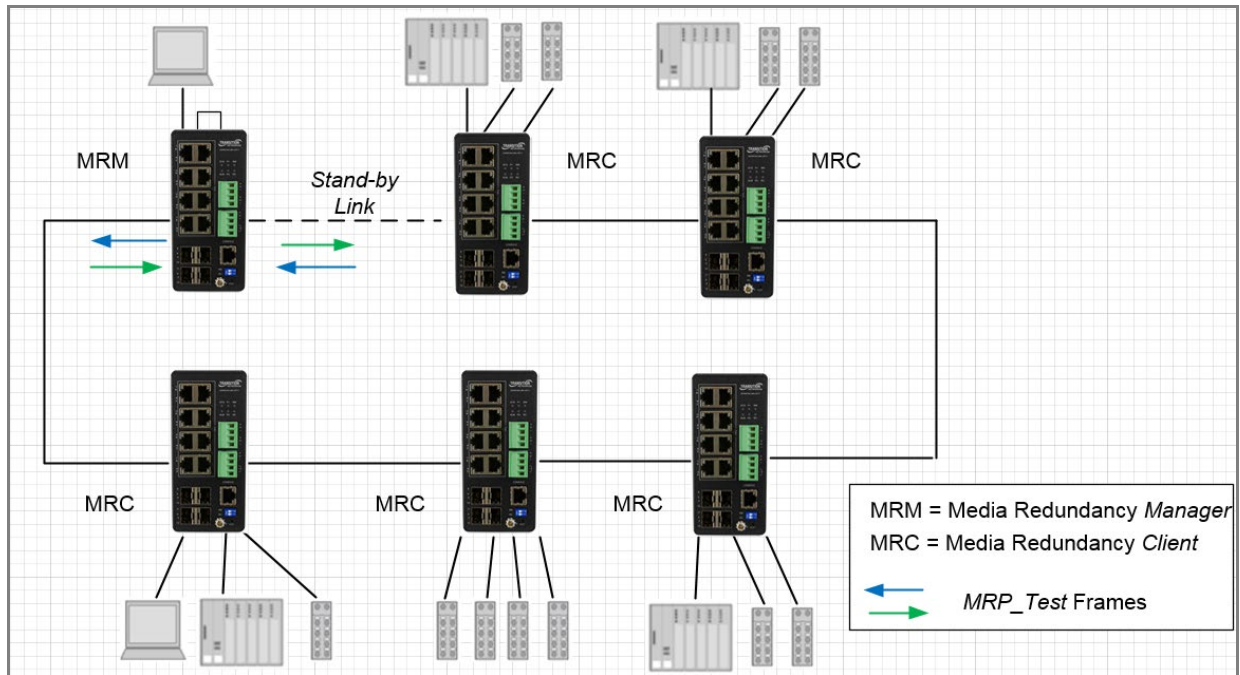 MRM
Stand-by
Link
MRC
MRC
MRC
MRC
MRC
MRM = Media Redundancy Manager
MRC = Media Redundancy Client
MRP_Test Frames